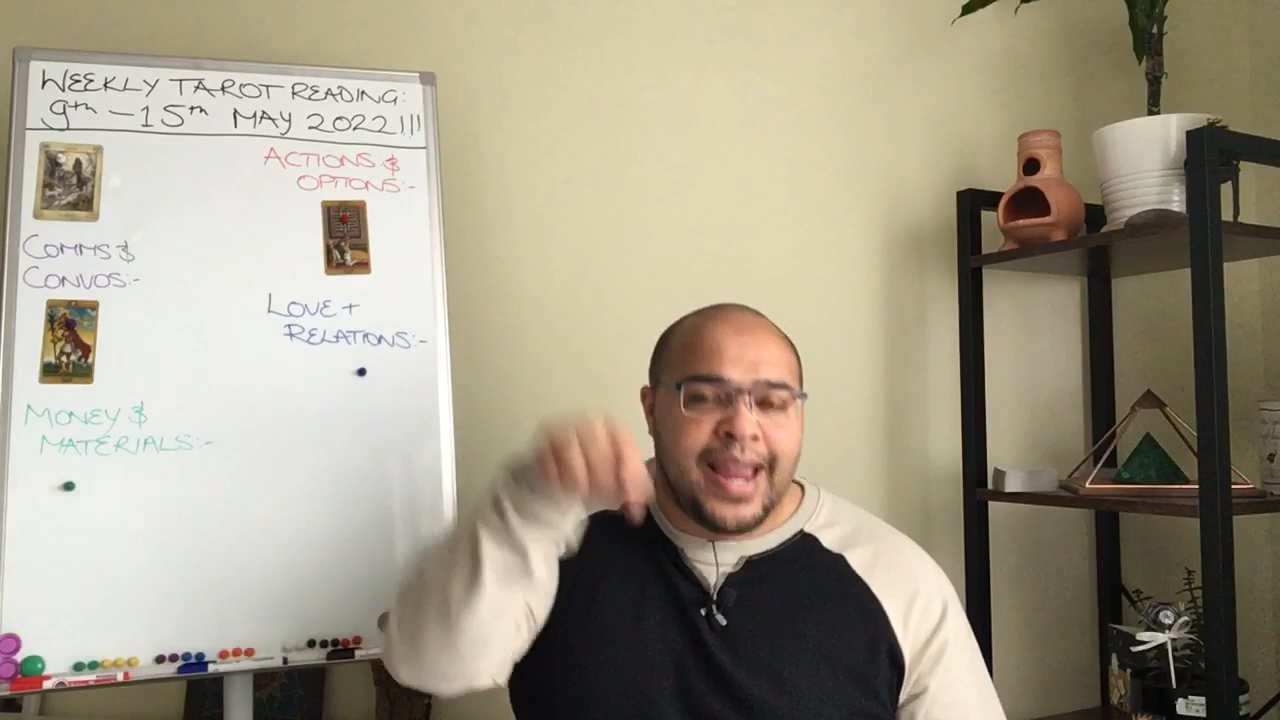 WEEKLY TAROT READING:
9th - 15th MAY 2022!!!
ACTIONS &
OPTIONS:-
COMMS &
CONVOS:-
LOVE +
RELATIONS:-
MONEY &
MATERIALS:-